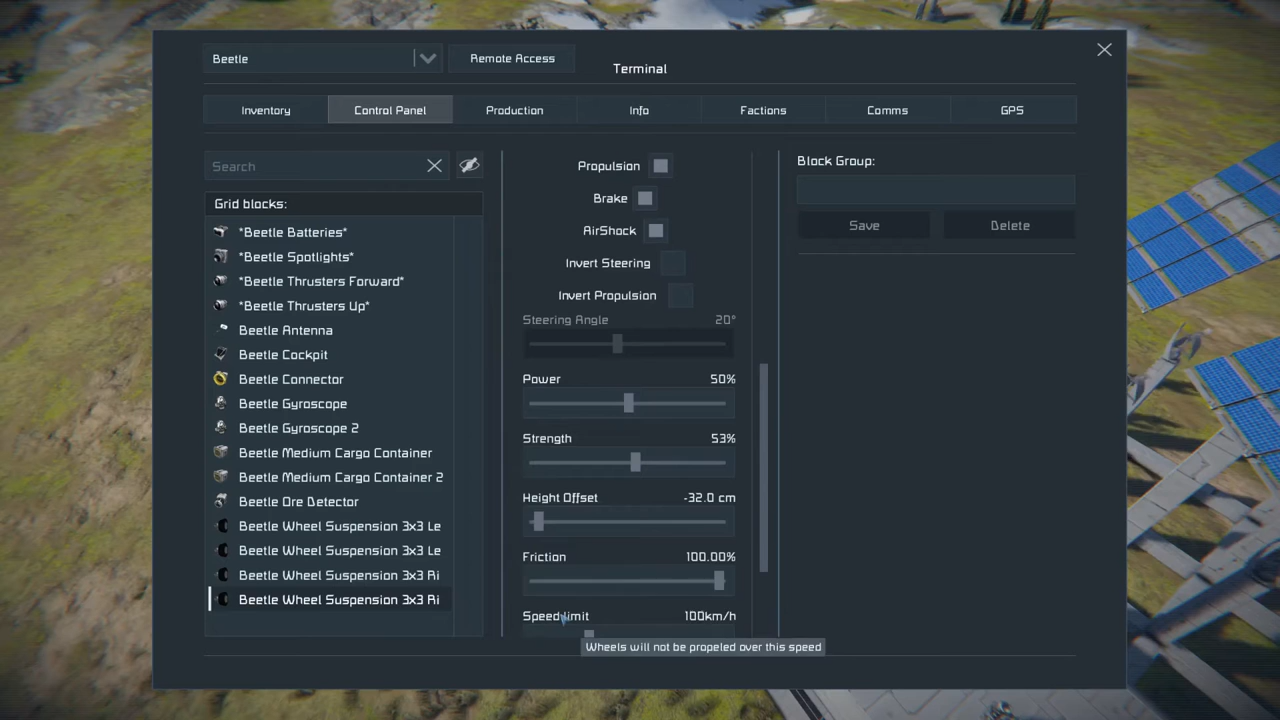 Beetle
Remote Access
Terminal
Inventory
Control Panel
Production
Info
Factions
Comms
GPS
Search
Grid blocks:
*Beetle Batteries*
*Beetle Spotlights*
*Beetle Thrusters Forward*
*Beetle Thrusters Up*
Beetle Antenna
Beetle Cockpit
Beetle Connector
Beetle Gyroscope
Beetle Gyroscope 2
Beetle Medium Cargo Container
Beetle Medium Cargo Container 2
Beetle Ore Detector
Beetle Wheel Suspension 3x3 Le
Beetle Wheel Suspension 3x3 Le
Beetle Wheel Suspension 3x3 Ri
Beetle Wheel Suspension 3x3 Ri
Propulsion
Brake
AirShock
Invert Steering
Invert Propulsion
Steering Angle 20°
Power 50%
Strength 53%
Height Offset -32.0 cm
Friction 100.00%
Speed limit 100km/h
Wheels will not be propeled over this speed
Block Group:
Save
Delete